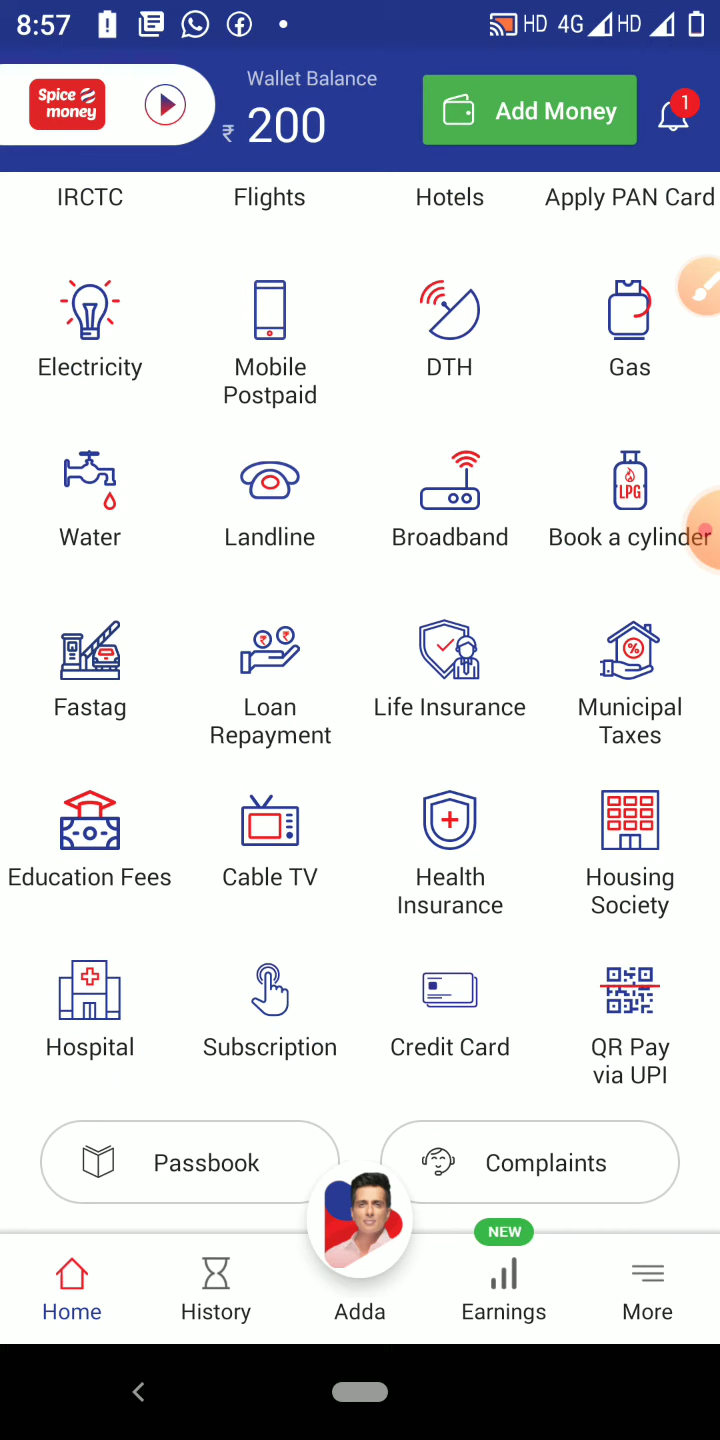 8:57
HD 4G HD
Spice money
Wallet Balance
₹ 200
Add Money
1
IRCTC Flights Hotels Apply PAN Card
Electricity Mobile Postpaid DTH Gas
Water Landline Broadband Book a cylinder
LPG
Fastag Loan Repayment Life Insurance Municipal Taxes
Education Fees Cable TV Health Insurance Housing Society
Hospital Subscription Credit Card QR Pay via UPI
Passbook Complaints
NEW
Home History Adda Earnings More